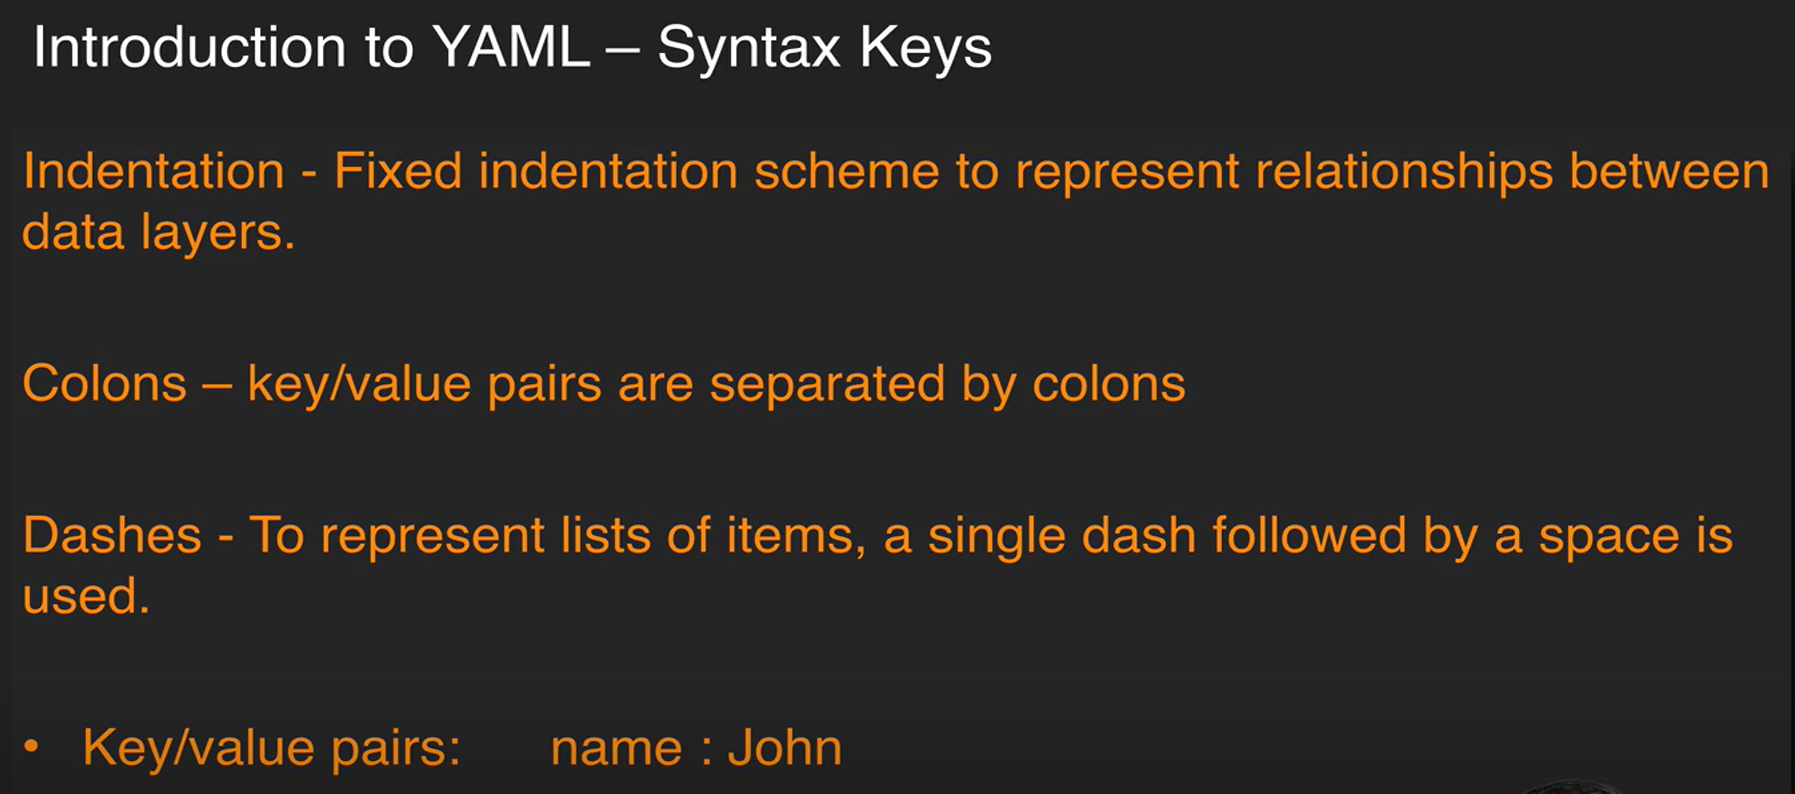 Introduction to YAML – Syntax Keys
Indentation - Fixed indentation scheme to represent relationships between
data layers.
Colons – key/value pairs are separated by colons
Dashes - To represent lists of items, a single dash followed by a space is
used.
• Key/value pairs: name : John